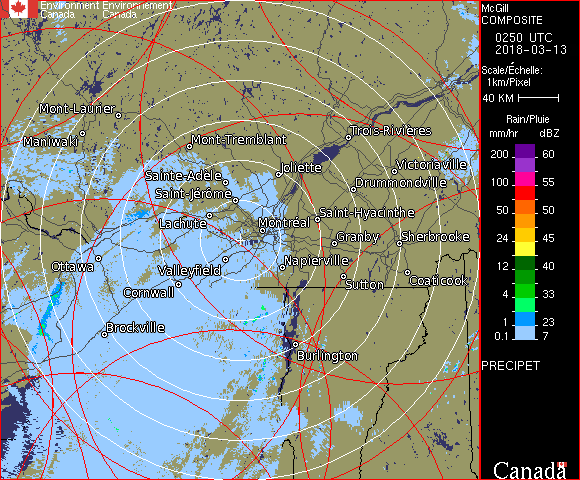 Environment Environnement
Canada Canada
McGill
COMPOSITE
0250 UTC
2018-03-13
Scale/Échelle:
1km/Pixel
40 KM
Rain/Pluie
mm/hr dBZ
200 60
100 55
50 50
24 45
12 40
4 33
1 23
0.1 7
PRECIPET
Canada
Mont-Laurier
Maniwaki
Mont-Tremblant
Trois-Rivières
Joliette
Victoriaville
Sainte-Adèle
Drummondville
Saint-Jérôme
Lachute
Saint-Hyacinthe
Montréal
Granby
Sherbrooke
Ottawa
Valleyfield
Napierville
Sutton
Coaticook
Cornwall
Brockville
Burlington